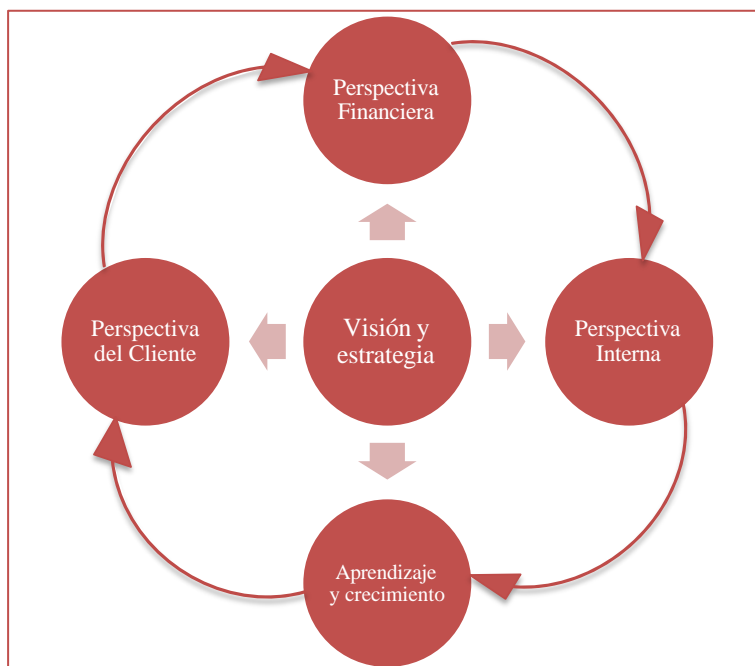 Perspectiva
Financiera
Perspectiva
del Cliente
Visión y
estrategia
Perspectiva
Interna
Aprendizaje
y crecimiento